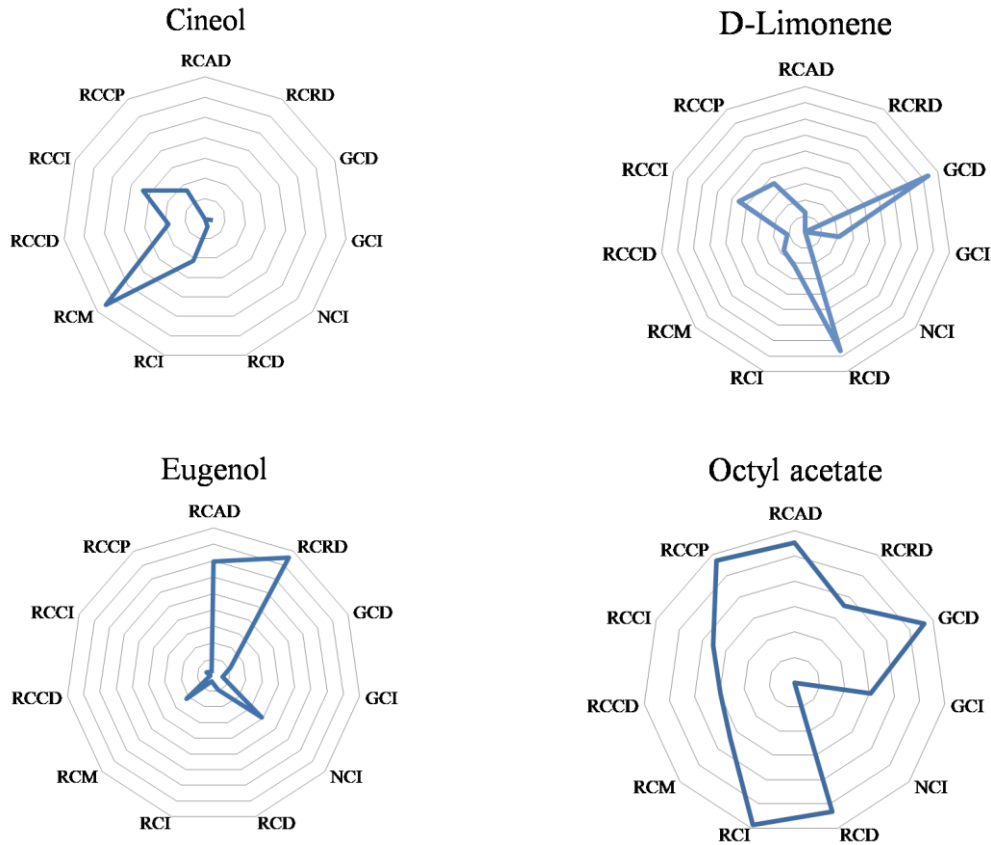 Cineol
RCAD
RCRD
GCD
GCI
NCI
RCD
RCI
RCM
RCCD
RCCI
RCCP
D-Limonene
RCAD
RCRD
GCD
GCI
NCI
RCD
RCI
RCM
RCCD
RCCI
RCCP
Eugenol
RCAD
RCRD
GCD
GCI
NCI
RCD
RCI
RCM
RCCD
RCCI
RCCP
Octyl acetate
RCAD
RCRD
GCD
GCI
NCI
RCD
RCI
RCM
RCCD
RCCI
RCCP